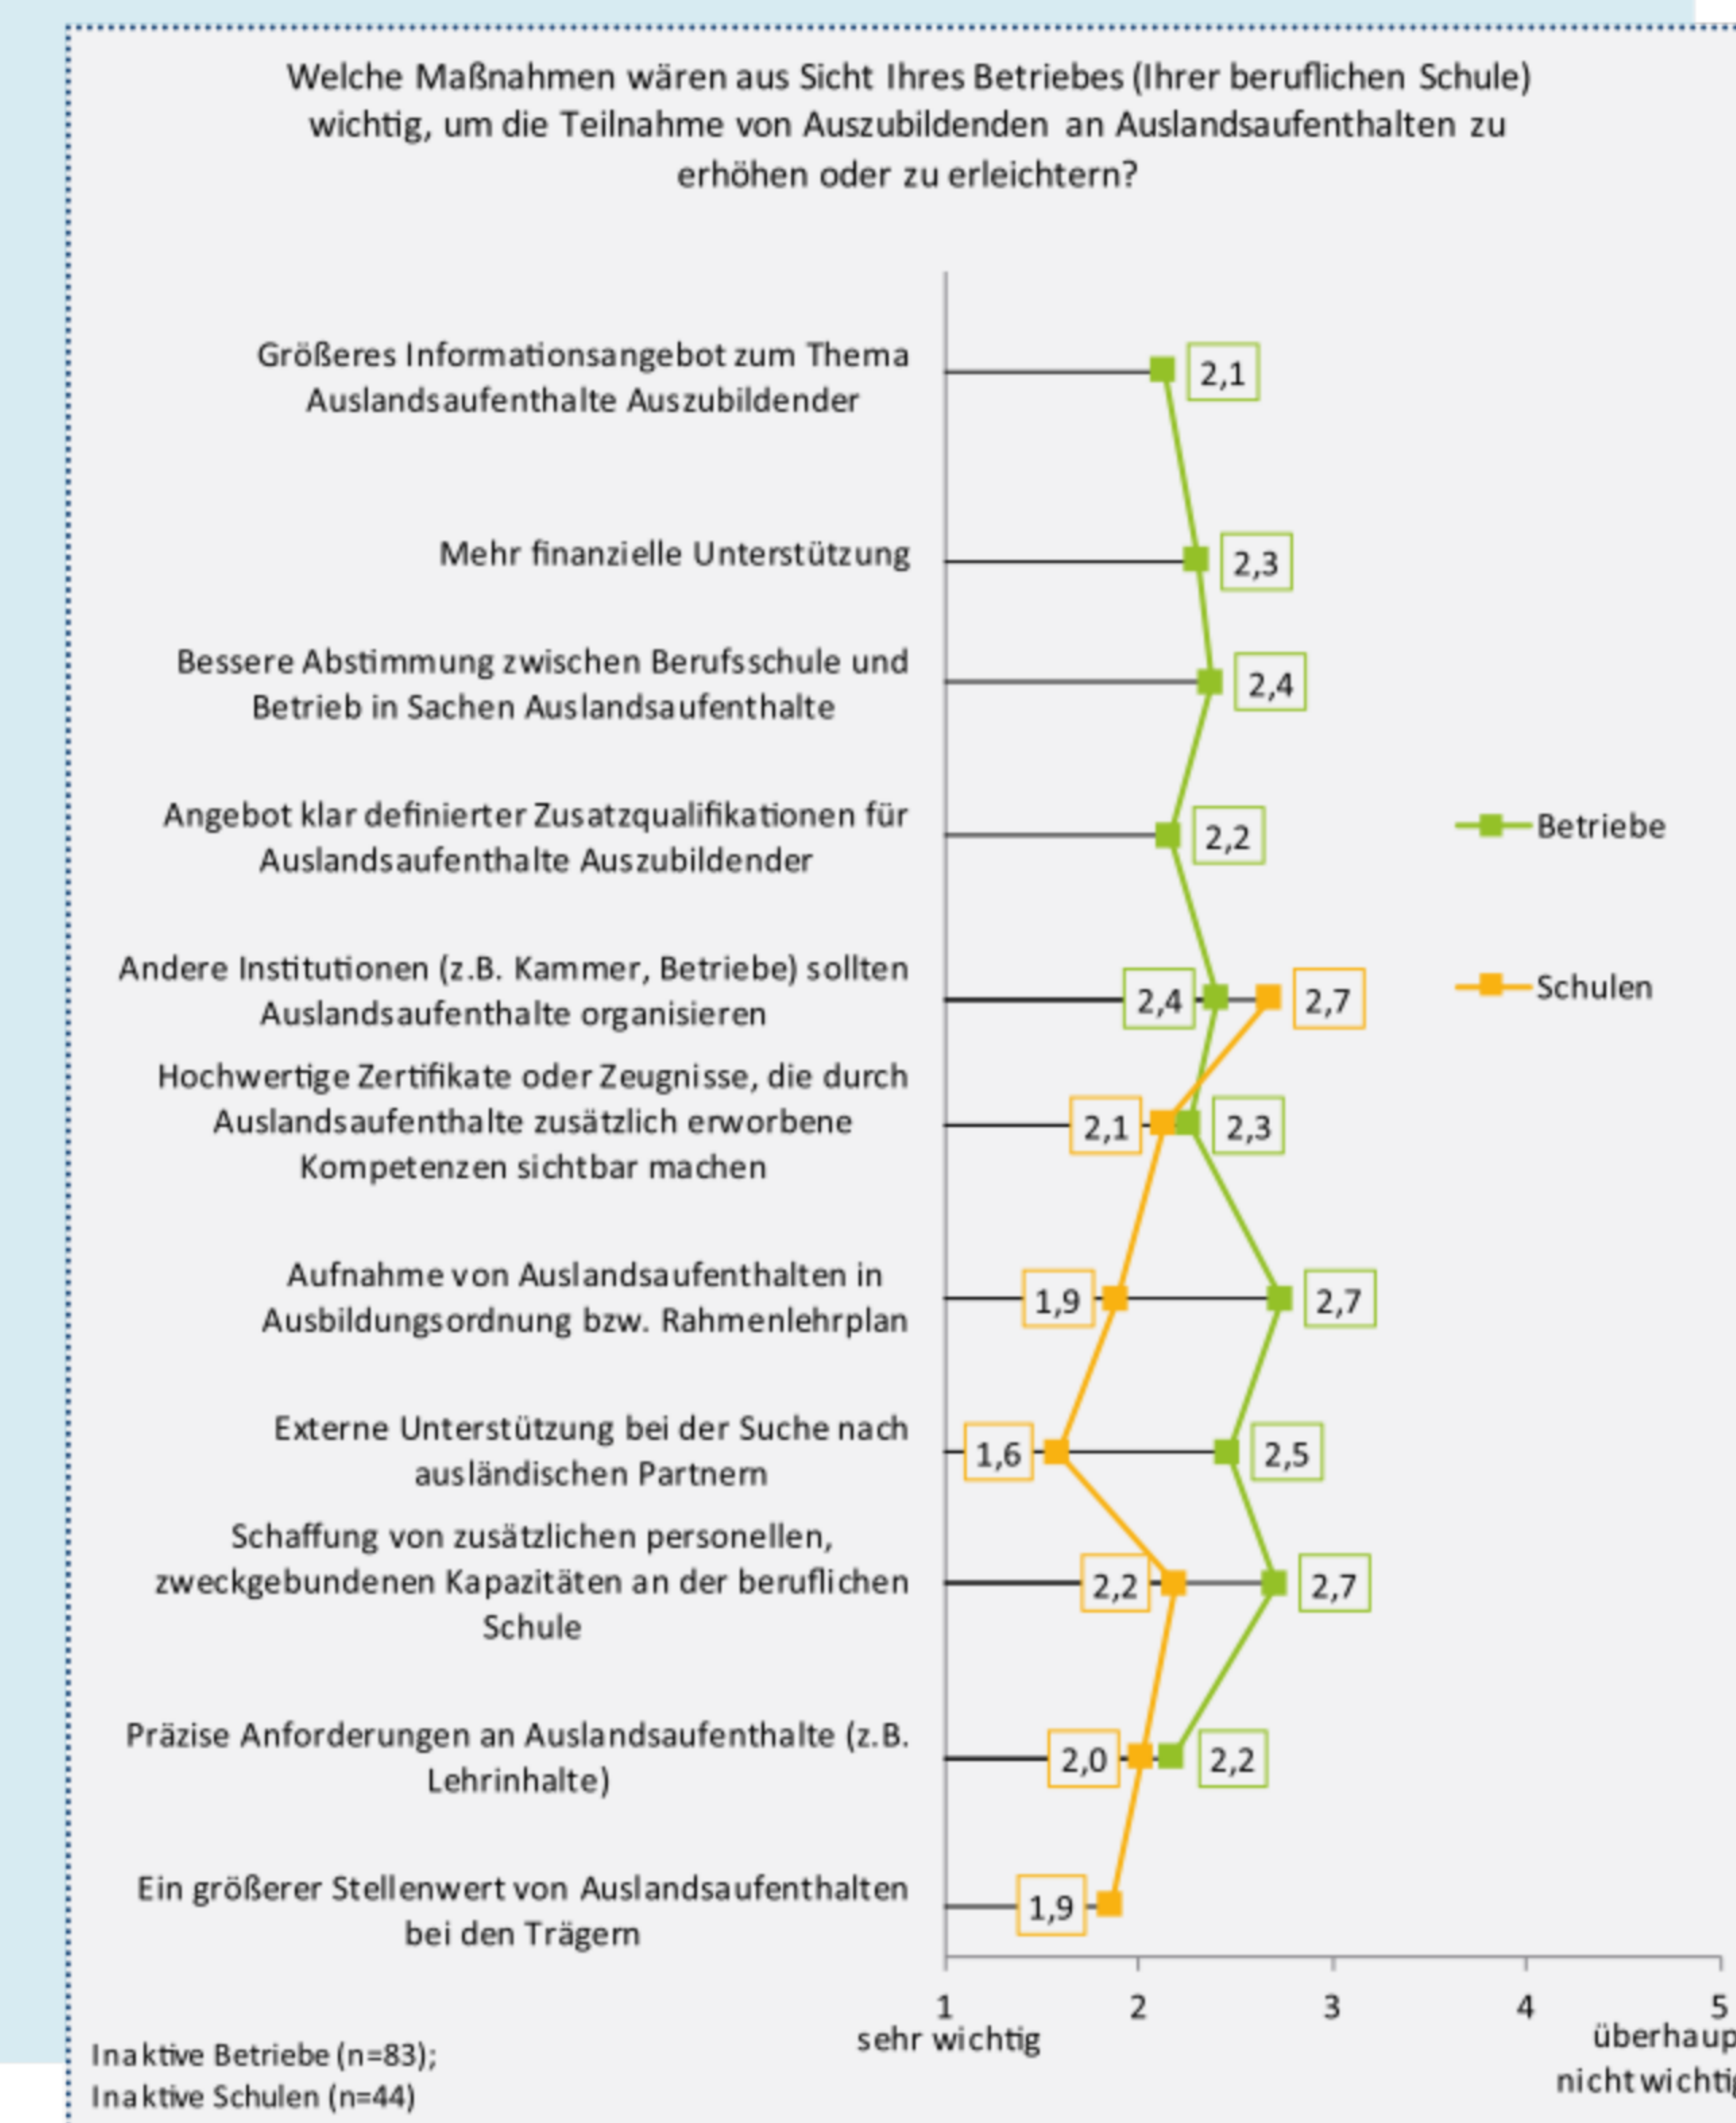 Welche Maßnahmen wären aus Sicht Ihres Betriebes (Ihrer beruflichen Schule)
wichtig, um die Teilnahme von Auszubildenden an Auslandsaufenthalten zu
erhöhen oder zu erleichtern?
Größeres Informationsangebot zum Thema
Auslandsaufenthalte Auszubildender
2,1
Mehr finanzielle Unterstützung
2,3
Bessere Abstimmung zwischen Berufsschule und
Betrieb in Sachen Auslandsaufenthalte
2,4
Angebot klar definierter Zusatzqualifikationen für
Auslandsaufenthalte Auszubildender
2,2
Betriebe
Andere Institutionen (z.B. Kammer, Betriebe) sollten
Auslandsaufenthalte organisieren
2,4
2,7
Schulen
Hochwertige Zertifikate oder Zeugnisse, die durch
Auslandsaufenthalte zusätzlich erworbene
Kompetenzen sichtbar machen
2,1
2,3
Aufnahme von Auslandsaufenthalten in
Ausbildungsordnung bzw. Rahmenlehrplan
1,9
2,7
Externe Unterstützung bei der Suche nach
ausländischen Partnern
1,6
2,5
Schaffung von zusätzlichen personellen,
zweckgebundenen Kapazitäten an der beruflichen
Schule
2,2
2,7
Präzise Anforderungen an Auslandsaufenthalte (z.B.
Lehrinhalte)
2,0
2,2
Ein größerer Stellenwert von Auslandsaufenthalten
bei den Trägern
1,9
1 2 3 4 5
sehr wichtig
überhaup
nicht wichtig
Inaktive Betriebe (n=83);
Inaktive Schulen (n=44)